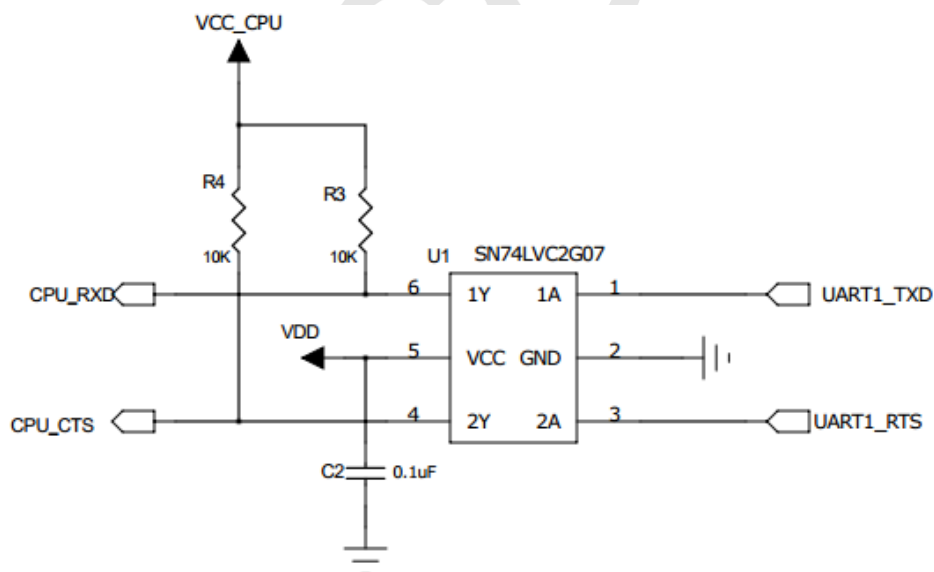 VCC_CPU
R4
R3
10K
10K
U1 SN74LVC2G07
CPU_RXD
6
1Y 1A
1
UART1_TXD
VDD
5
VCC GND
2
CPU_CTS
4
2Y 2A
3
UART1_RTS
C2
0.1uF